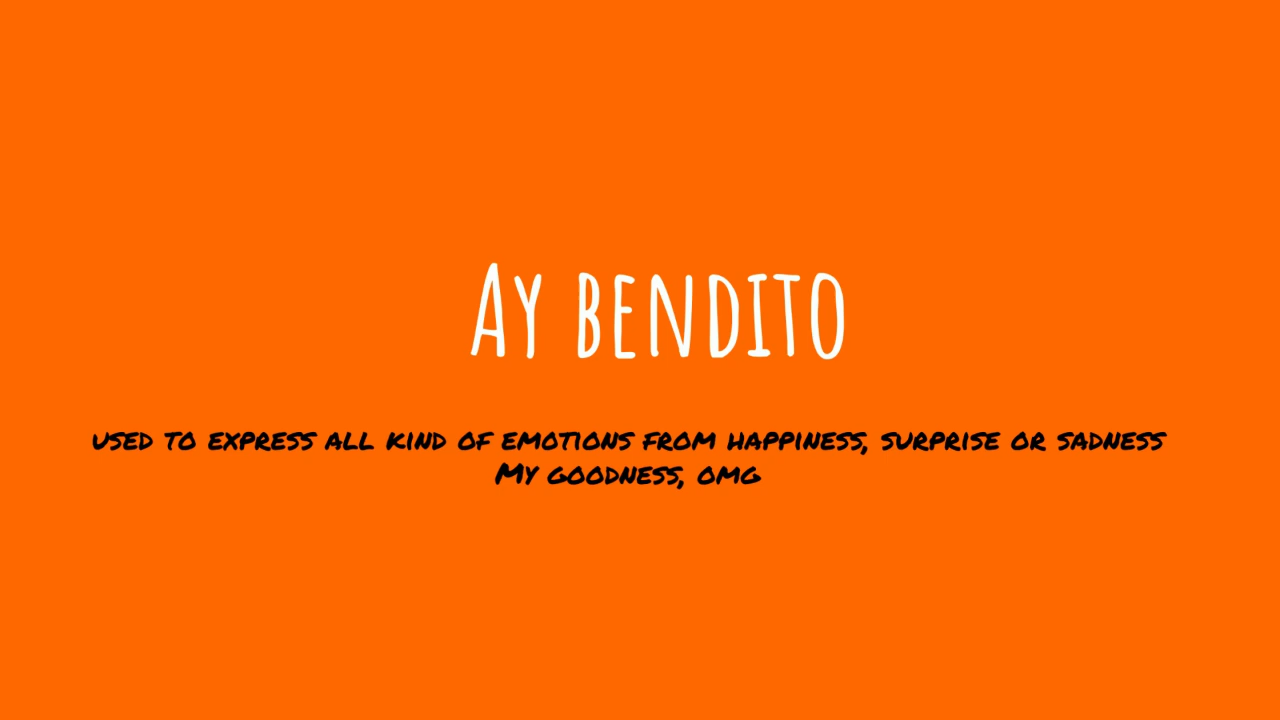 Ay bendito
used to express all kind of emotions from happiness, surprise or sadness
My goodness, omg